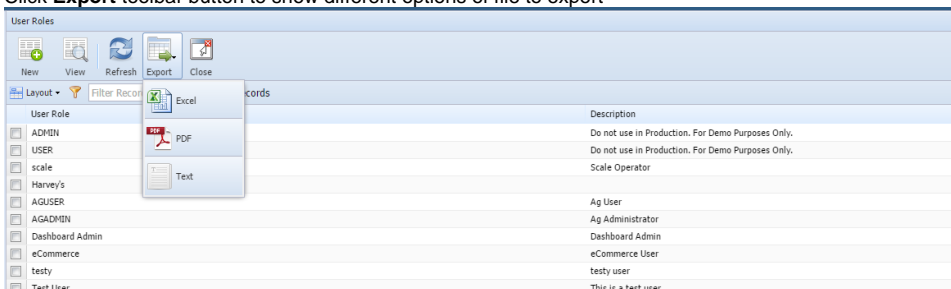 Click Export toolbar button to show different options of file to export
User Roles
New View Refresh Export Close
Layout Filter Recor cords
Excel
PDF
Text
User Role Description
ADMIN Do not use in Production. For Demo Purposes Only.
USER Do not use in Production. For Demo Purposes Only.
scale Scale Operator
Harvey's
AGUSER Ag User
AGADMIN Ag Administrator
Dashboard Admin Dashboard Admin
eCommerce eCommerce User
testy testy user
Test User This is a test user